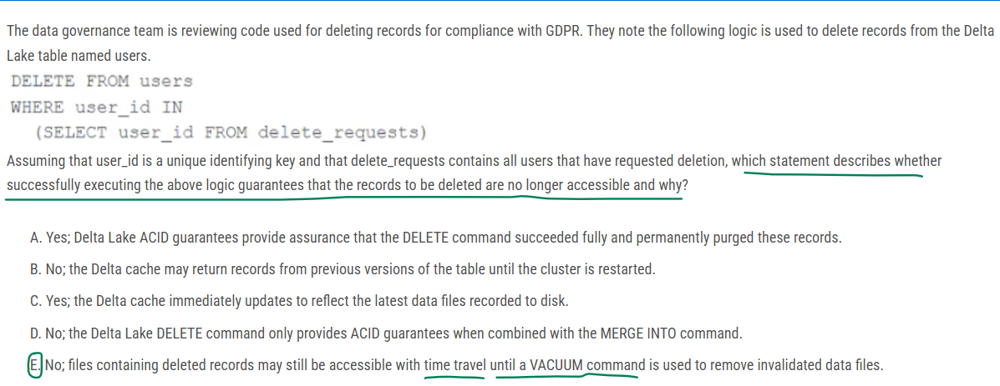 The data governance team is reviewing code used for deleting records for compliance with GDPR. They note the following logic is used to delete records from the Delta
Lake table named users.
DELETE FROM users
WHERE user_id IN
(SELECT user_id FROM delete_requests)
Assuming that user_id is a unique identifying key and that delete_requests contains all users that have requested deletion, which statement describes whether
successfully executing the above logic guarantees that the records to be deleted are no longer accessible and why?
A. Yes; Delta Lake ACID guarantees provide assurance that the DELETE command succeeded fully and permanently purged these records.
B. No; the Delta cache may return records from previous versions of the table until the cluster is restarted.
C. Yes; the Delta cache immediately updates to reflect the latest data files recorded to disk.
D. No; the Delta Lake DELETE command only provides ACID guarantees when combined with the MERGE INTO command.
E. No; files containing deleted records may still be accessible with time travel until a VACUUM command is used to remove invalidated data files.